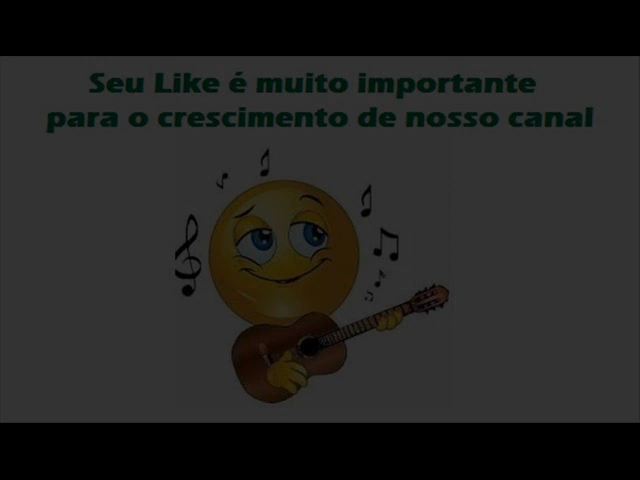 Seu Like é muito importante
para o crescimento de nosso canal